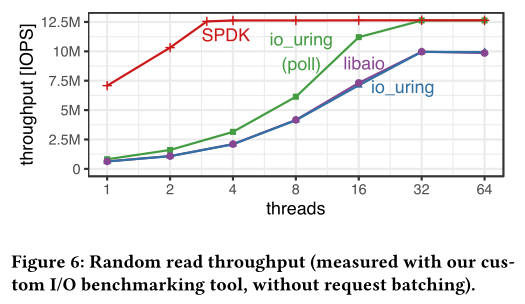 12.5M
10M
7.5M
5M
2.5M
0
throughput [IOPS]
SPDK
io_uring
(poll)
libaio
io_uring
1 2 4 8 16 32 64
threads
Figure 6: Random read throughput (measured with our cus-
tom I/O benchmarking tool, without request batching).